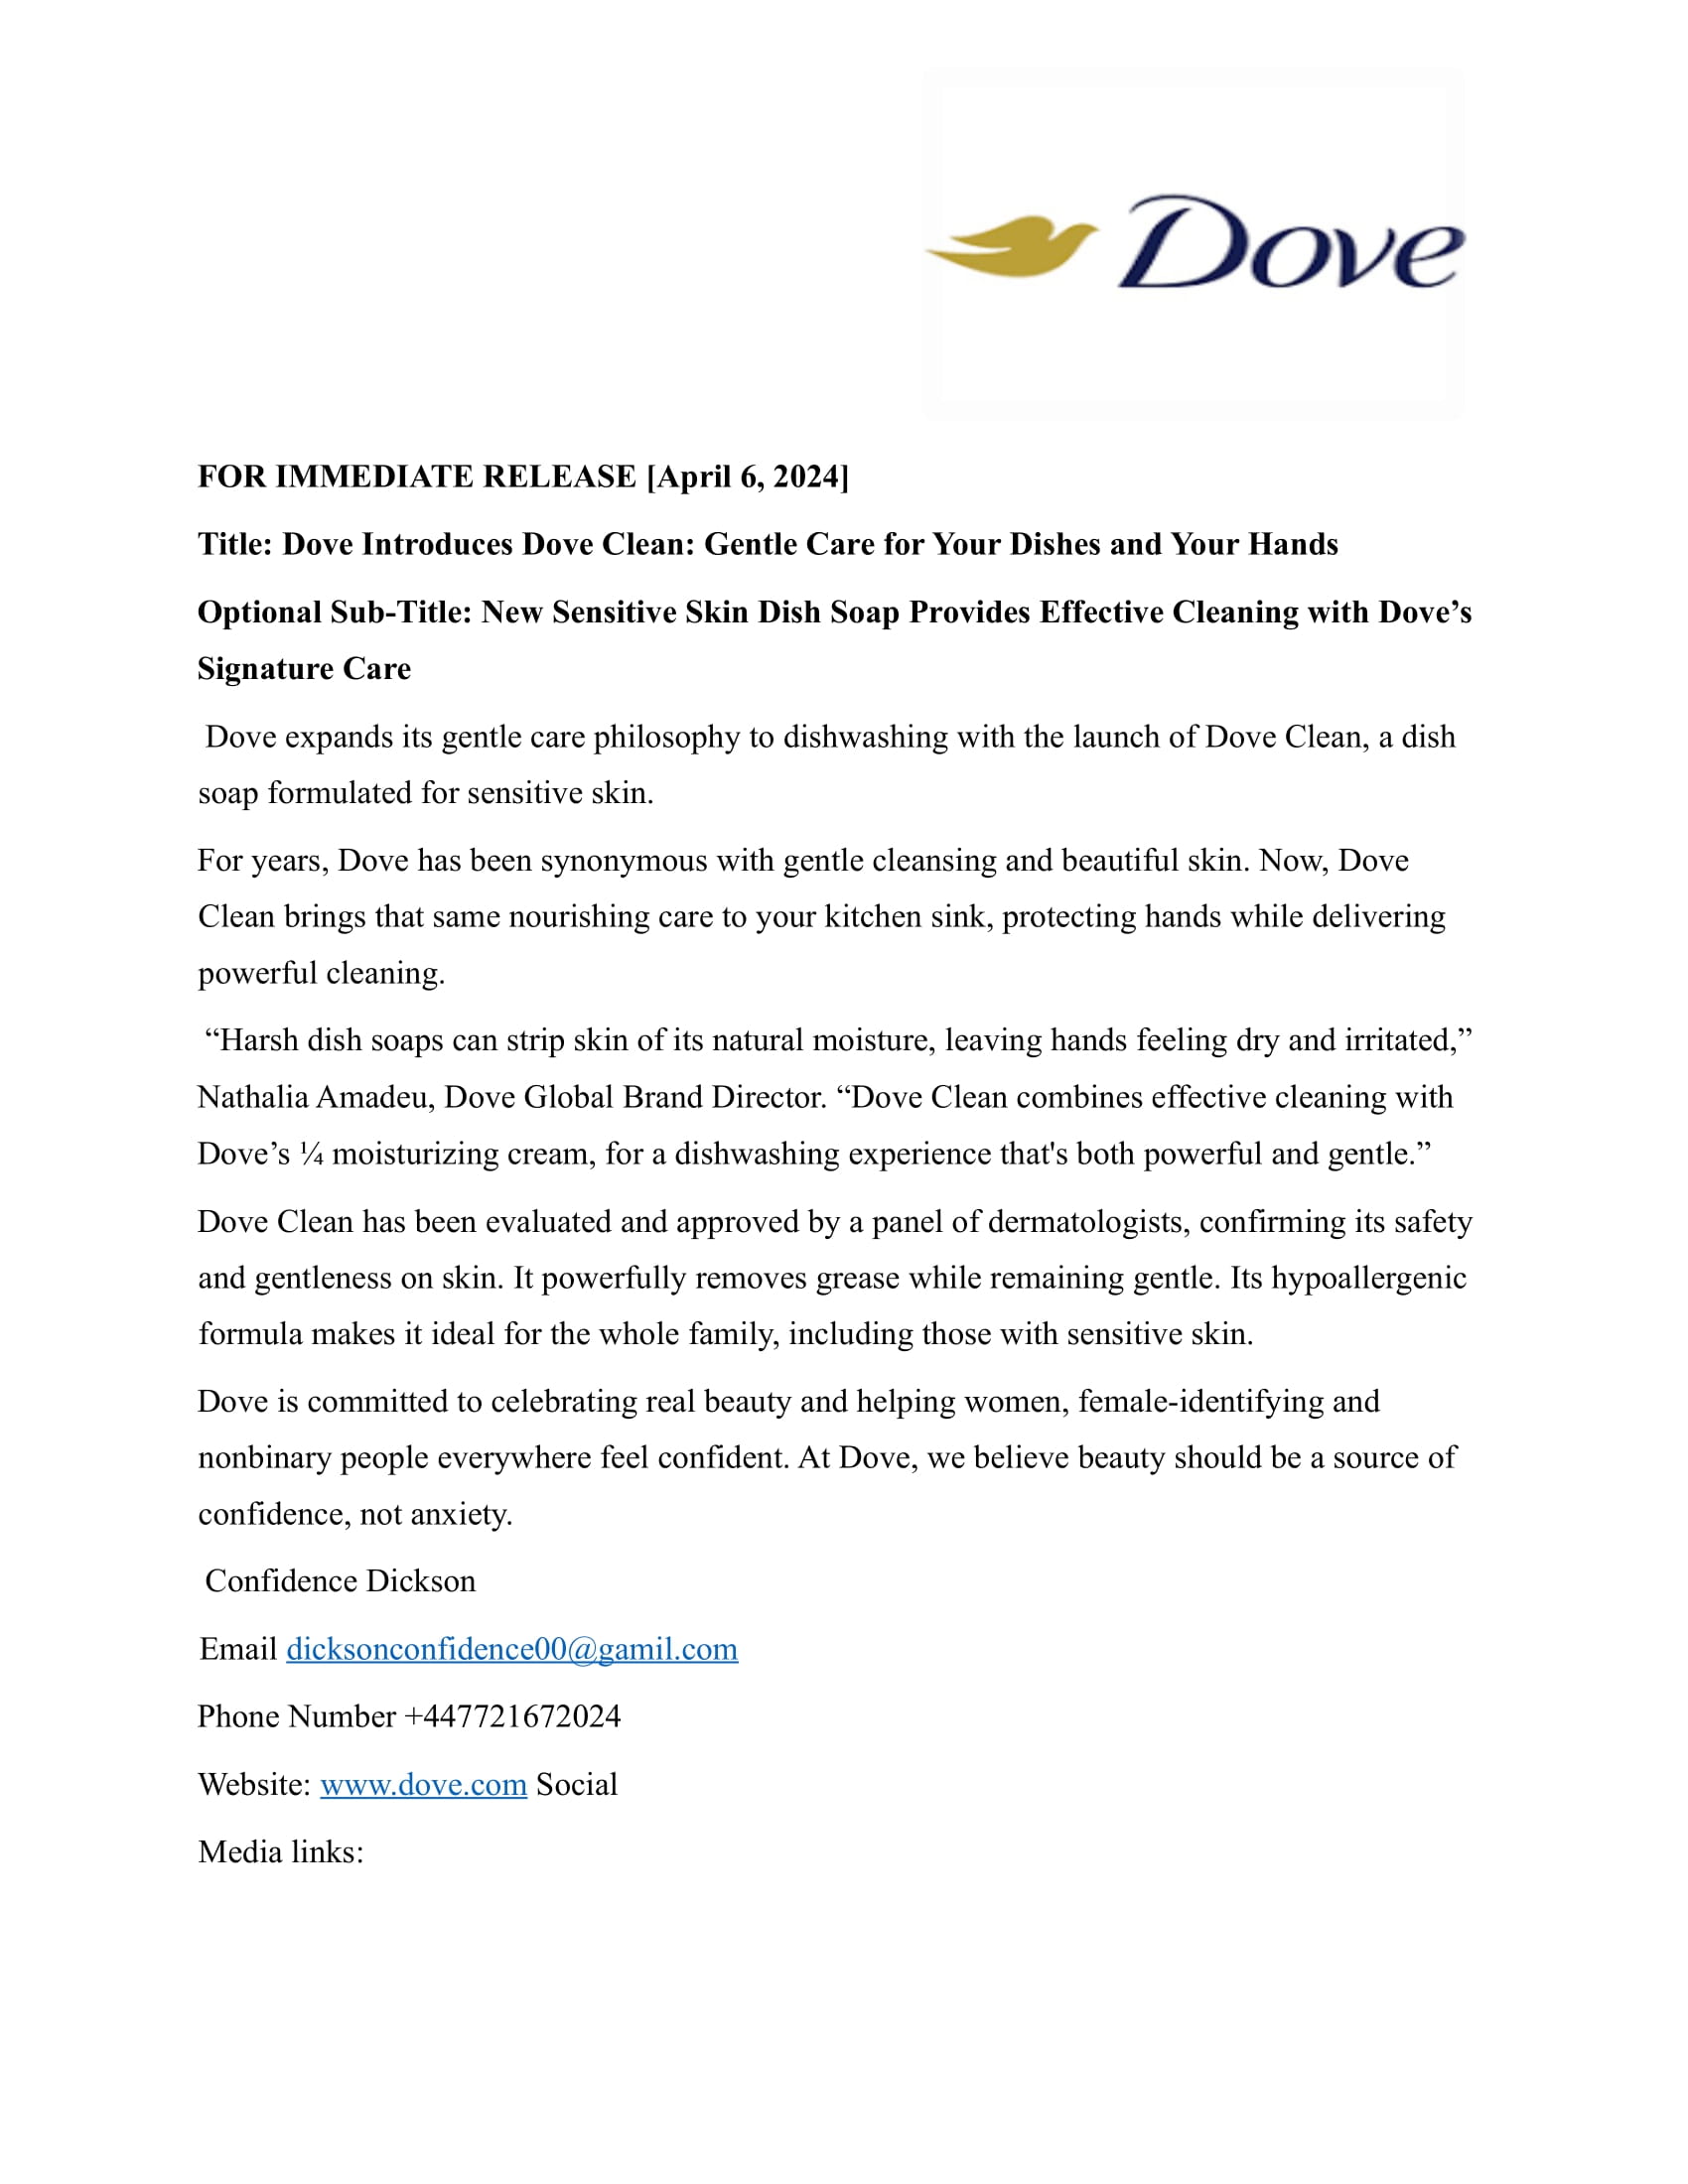 Dove
FOR IMMEDIATE RELEASE [April 6, 2024]
Title: Dove Introduces Dove Clean: Gentle Care for Your Dishes and Your Hands
Optional Sub-Title: New Sensitive Skin Dish Soap Provides Effective Cleaning with Dove’s
Signature Care
Dove expands its gentle care philosophy to dishwashing with the launch of Dove Clean, a dish
soap formulated for sensitive skin.
For years, Dove has been synonymous with gentle cleansing and beautiful skin. Now, Dove
Clean brings that same nourishing care to your kitchen sink, protecting hands while delivering
powerful cleaning.
“Harsh dish soaps can strip skin of its natural moisture, leaving hands feeling dry and irritated,”
Nathalia Amadeu, Dove Global Brand Director. “Dove Clean combines effective cleaning with
Dove’s ¼ moisturizing cream, for a dishwashing experience that's both powerful and gentle.”
Dove Clean has been evaluated and approved by a panel of dermatologists, confirming its safety
and gentleness on skin. It powerfully removes grease while remaining gentle. Its hypoallergenic
formula makes it ideal for the whole family, including those with sensitive skin.
Dove is committed to celebrating real beauty and helping women, female-identifying and
nonbinary people everywhere feel confident. At Dove, we believe beauty should be a source of
confidence, not anxiety.
Confidence Dickson
Email dicksonconfidence00@gamil.com
Phone Number +447721672024
Website: www.dove.com Social
Media links: